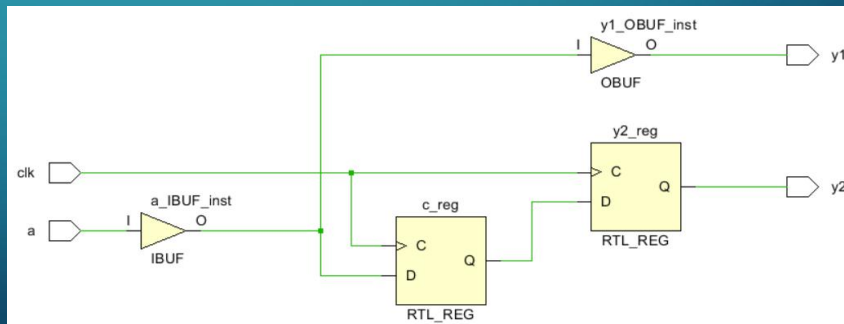 y1_OBUF_inst
I O y1
OBUF
y2_reg
clk C
Q y2
a_IBUF_inst D
c_reg
a I O RTL_REG
IBUF C
Q
D
RTL_REG